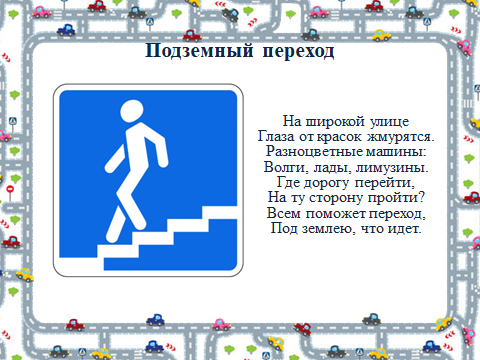 Подземный переход
На широкой улице
Глаза от красок жмурятся.
Разноцветные машины:
Волги, лады, лимузины.
Где дорогу перейти,
На ту сторону пройти?
Всем поможет переход,
Под землею, что идет.